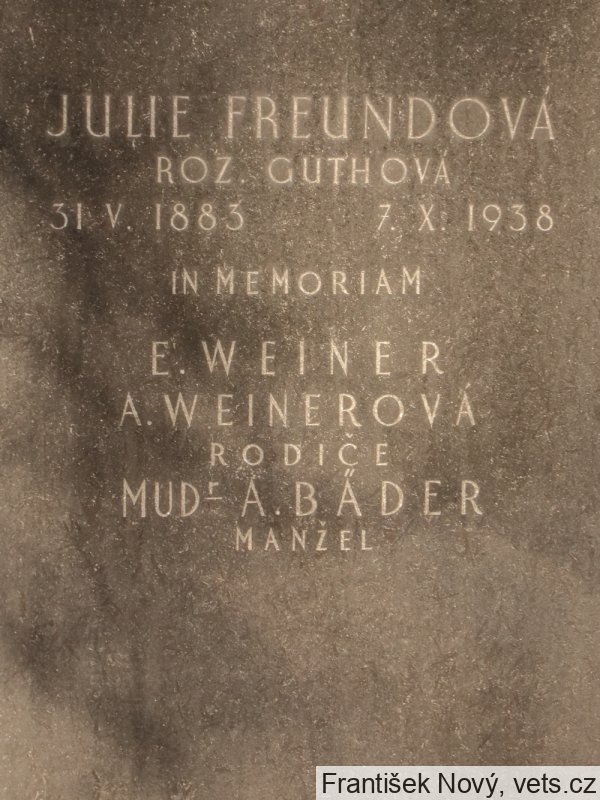 JULIE FREUNDOVÁ
ROZ. GUTHOVÁ
31 V. 1883 7. X. 1938
IN MEMORIAM
E. WEINER
A. WEINEROVÁ
RODIČE
MUDr. A. BÄDER
MANŽEL
František Nový, vets.cz